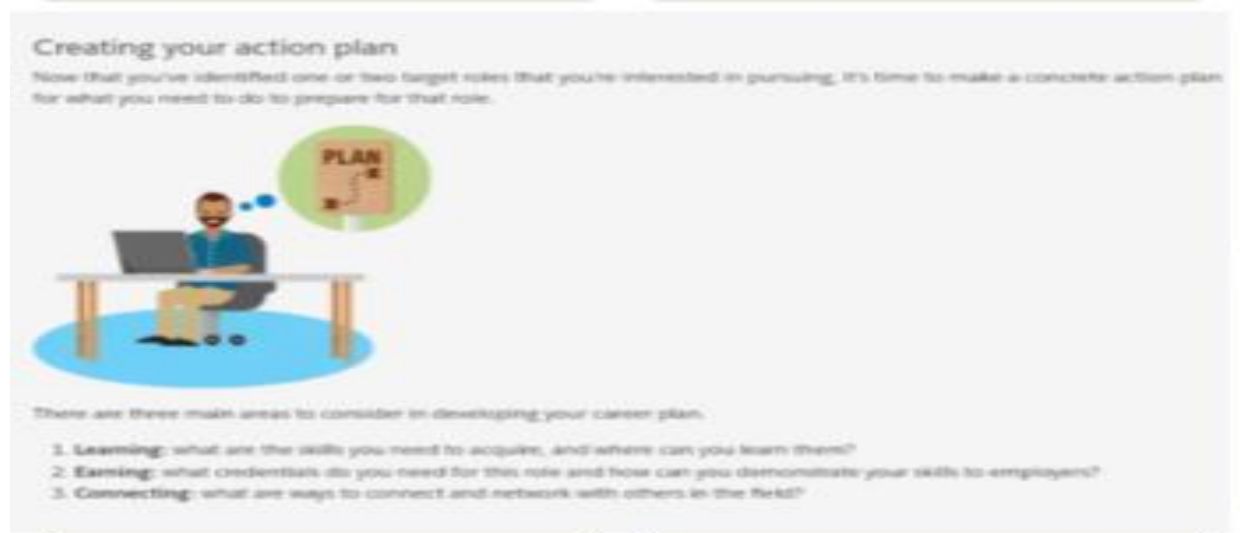 Creating your action plan
Now that you've identified one or two target roles that you're interested in pursuing, it's time to make a concrete action plan
for what you need to do to prepare for that role.
PLAN
There are three main areas to consider in developing your career plan.
1. Learning: what are the skills you need to acquire, and where can you learn them?
2. Earning: what credentials do you need for this role and how can you demonstrate your skills to employers?
3. Connecting: what are ways to connect and network with others in the field?